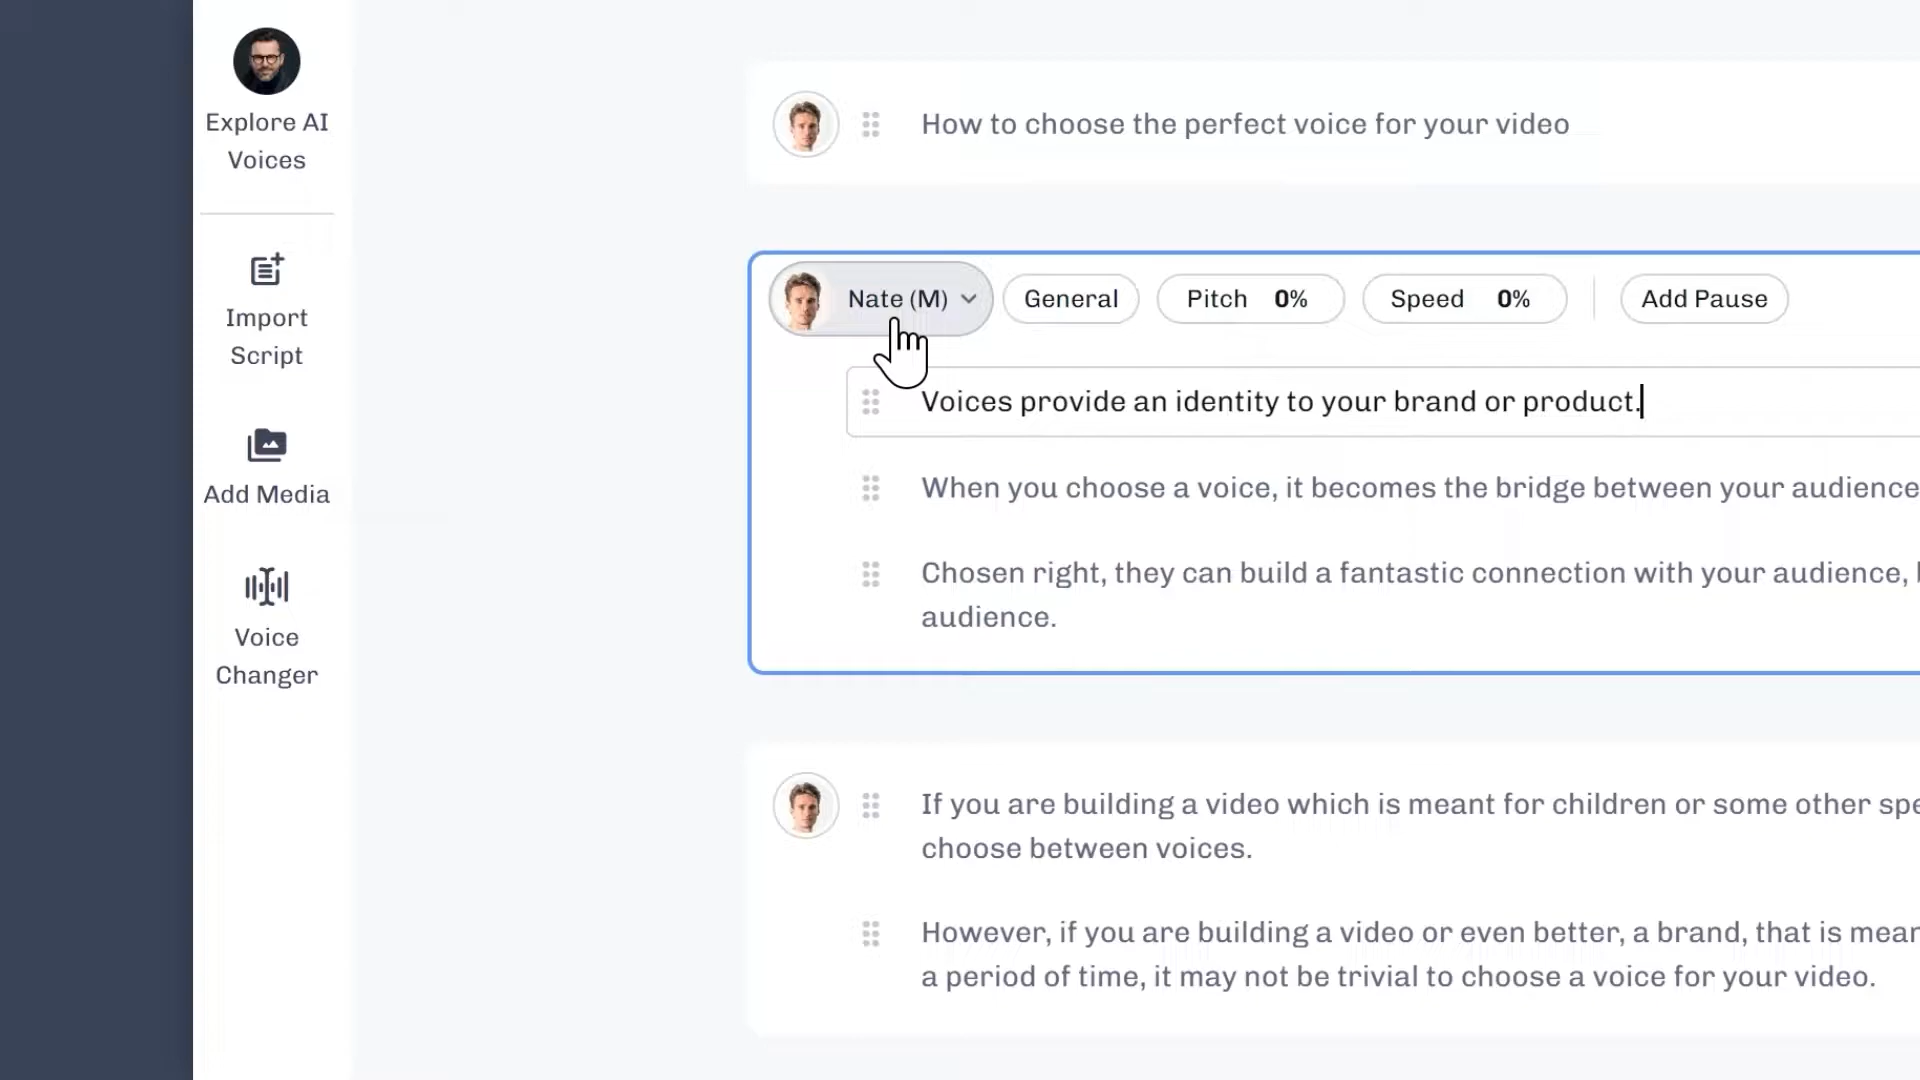 Explore AI
Voices
Import
Script
Add Media
Voice
Changer
How to choose the perfect voice for your video
Nate (M) General Pitch 0% Speed 0% Add Pause
Voices provide an identity to your brand or product.
When you choose a voice, it becomes the bridge between your audience
Chosen right, they can build a fantastic connection with your audience,
audience.
If you are building a video which is meant for children or some other
choose between voices.
However, if you are building a video or even better, a brand, that is
a period of time, it may not be trivial to choose a voice for your video.